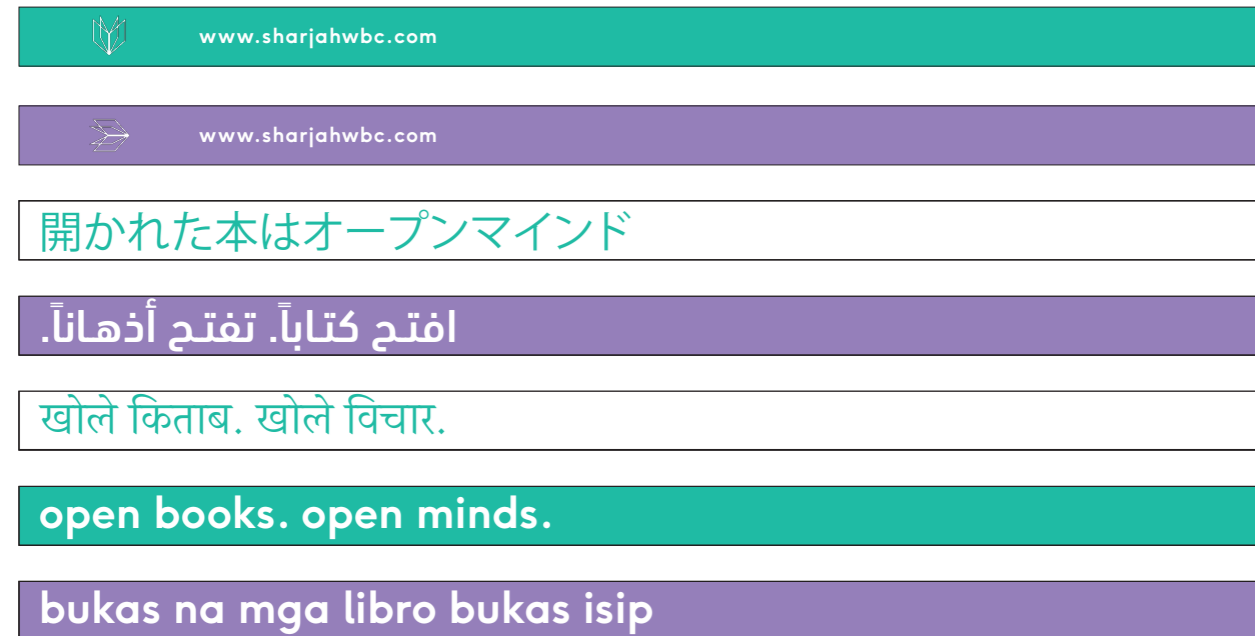 www.sharjahwbc.com
www.sharjahwbc.com
開かれた本はオープンマインド
افتح كتاباً. تفتح أذهاناً.
खोले किताब. खोले विचार.
open books. open minds.
bukas na mga libro bukas isip